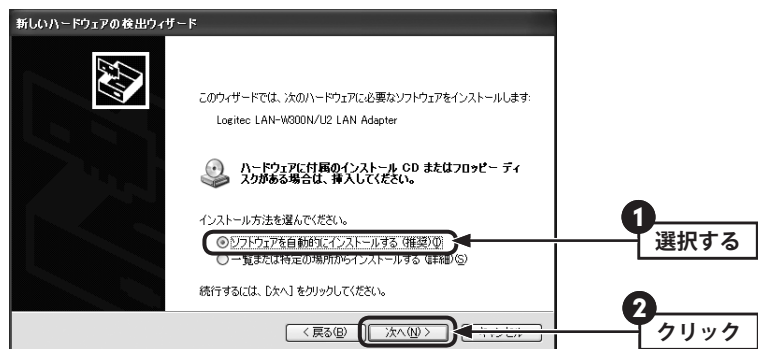 新しいハードウェアの検出ウィザード
このウィザードでは、次のハードウェアに必要なソフトウェアをインストールします:
Logitec LAN-W300N/U2 LAN Adapter
ハードウェアに付属のインストール CD またはフロッピー ディ
スクがある場合は、挿入してください。
インストール方法を選んでください。
ソフトウェアを自動的にインストールする (推奨)(I)
一覧または特定の場所からインストールする (詳細)(S)
続行するには、[次へ] をクリックしてください。
< 戻る(B)
次へ(N) >
キャンセル
1
選択する
2
クリック